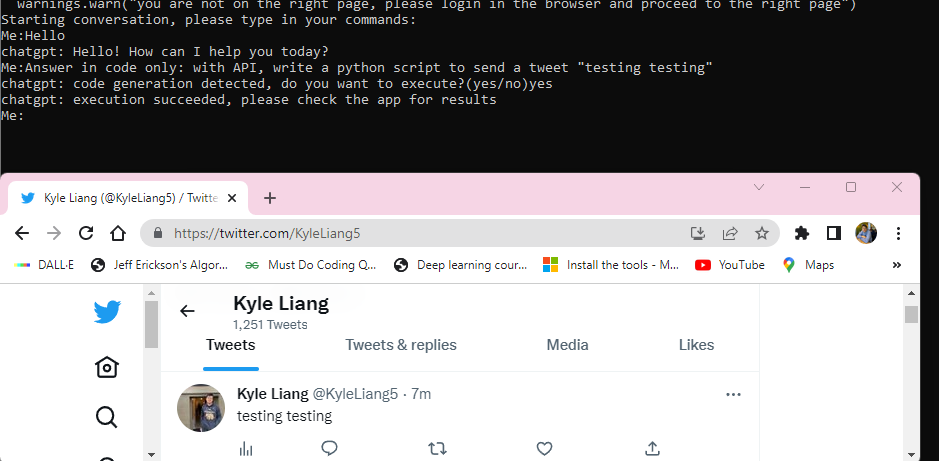 warnings.warn("you are not on the right page, please login in the browser and proceed to the right page")
Starting conversation, please type in your commands:
Me:Hello
chatgpt: Hello! How can I help you today?
Me:Answer in code only: with API, write a python script to send a tweet "testing testing"
chatgpt: code generation detected, do you want to execute?(yes/no)yes
chatgpt: execution succeeded, please check the app for results
Me:
Kyle Liang (@KyleLiang5) / Twitte
https://twitter.com/KyleLiang5
DALL·E Jeff Erickson's Algor... Must Do Coding Q... Deep learning cour... Install the tools - M... YouTube Maps »
Kyle Liang
1,251 Tweets
Tweets Tweets & replies Media Likes
Kyle Liang @KyleLiang5 · 7m
testing testing